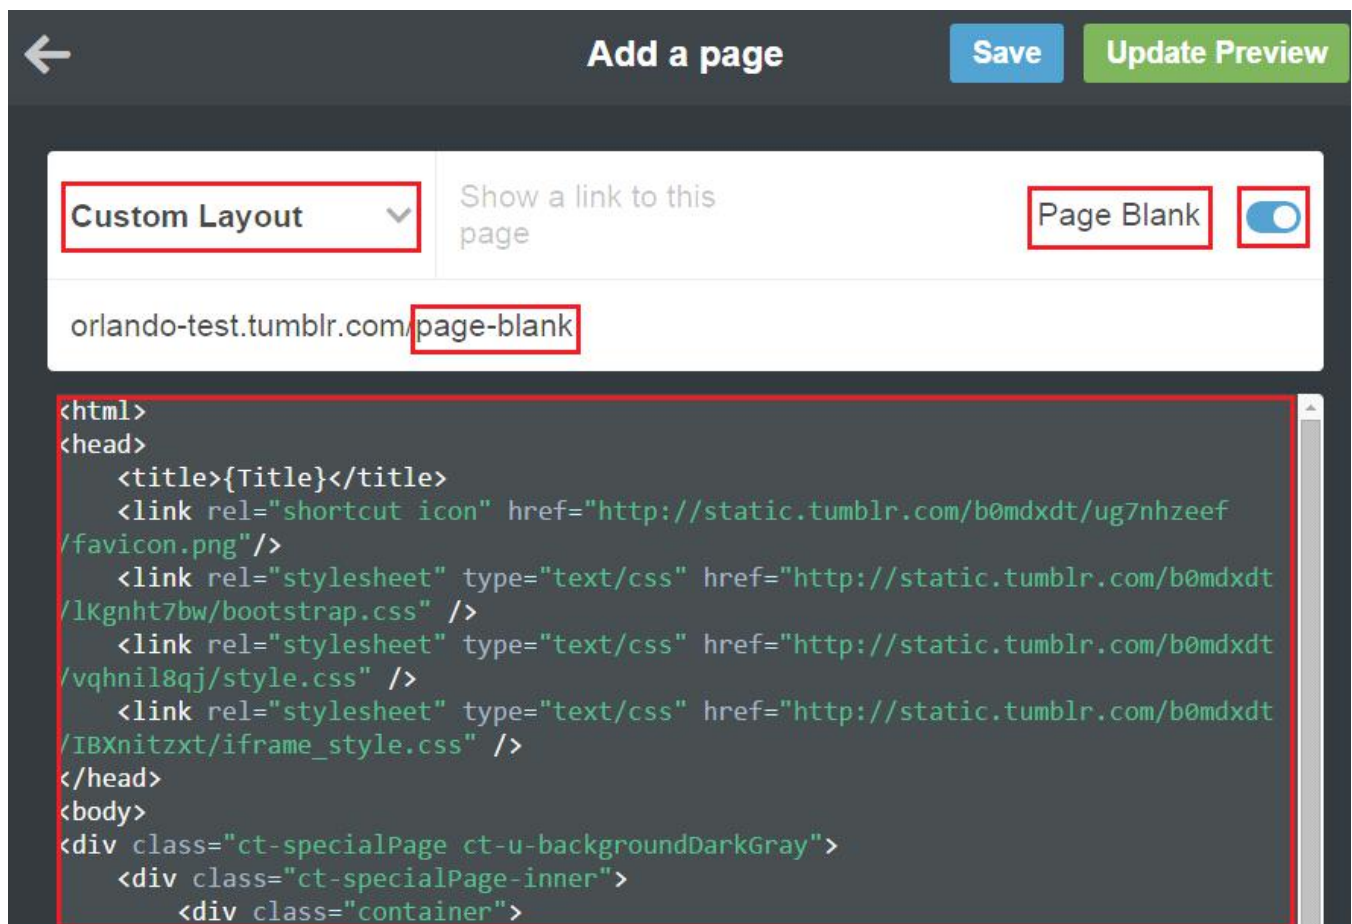 Add a page
Save
Update Preview
Custom Layout
Show a link to this
page
Page Blank
orlando-test.tumblr.com/page-blank
<html>
<head>
    <title>{Title}</title>
    <link rel="shortcut icon" href="http://static.tumblr.com/b0mdxdt/ug7nhzeef
/favicon.png"/>
    <link rel="stylesheet" type="text/css" href="http://static.tumblr.com/b0mdxdt
/lKgnht7bw/bootstrap.css" />
    <link rel="stylesheet" type="text/css" href="http://static.tumblr.com/b0mdxdt
/vqhnil8qj/style.css" />
    <link rel="stylesheet" type="text/css" href="http://static.tumblr.com/b0mdxdt
/IBXnitzxt/iframe_style.css" />
</head>
<body>
<div class="ct-specialPage ct-u-backgroundDarkGray">
    <div class="ct-specialPage-inner">
        <div class="container">